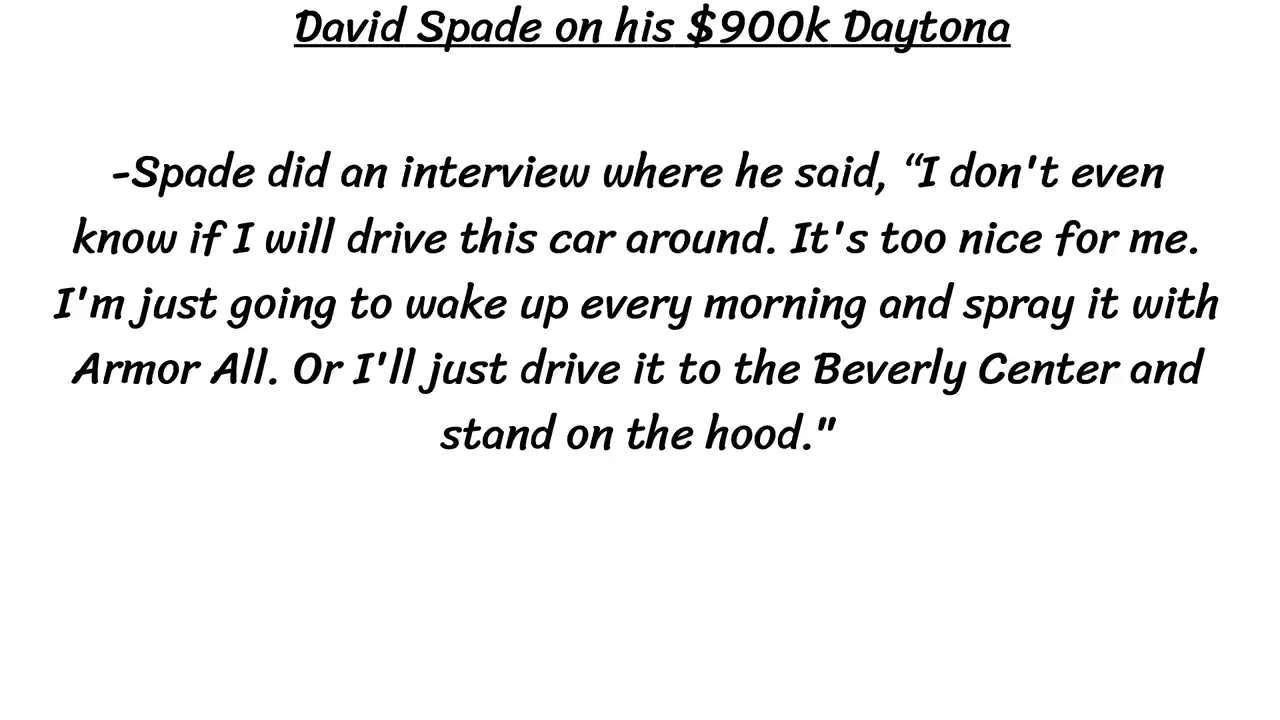 David Spade on his $900k Daytona
-Spade did an interview where he said, “I don't even
know if I will drive this car around. It's too nice for me.
I'm just going to wake up every morning and spray it with
Armor All. Or I'll just drive it to the Beverly Center and
stand on the hood."